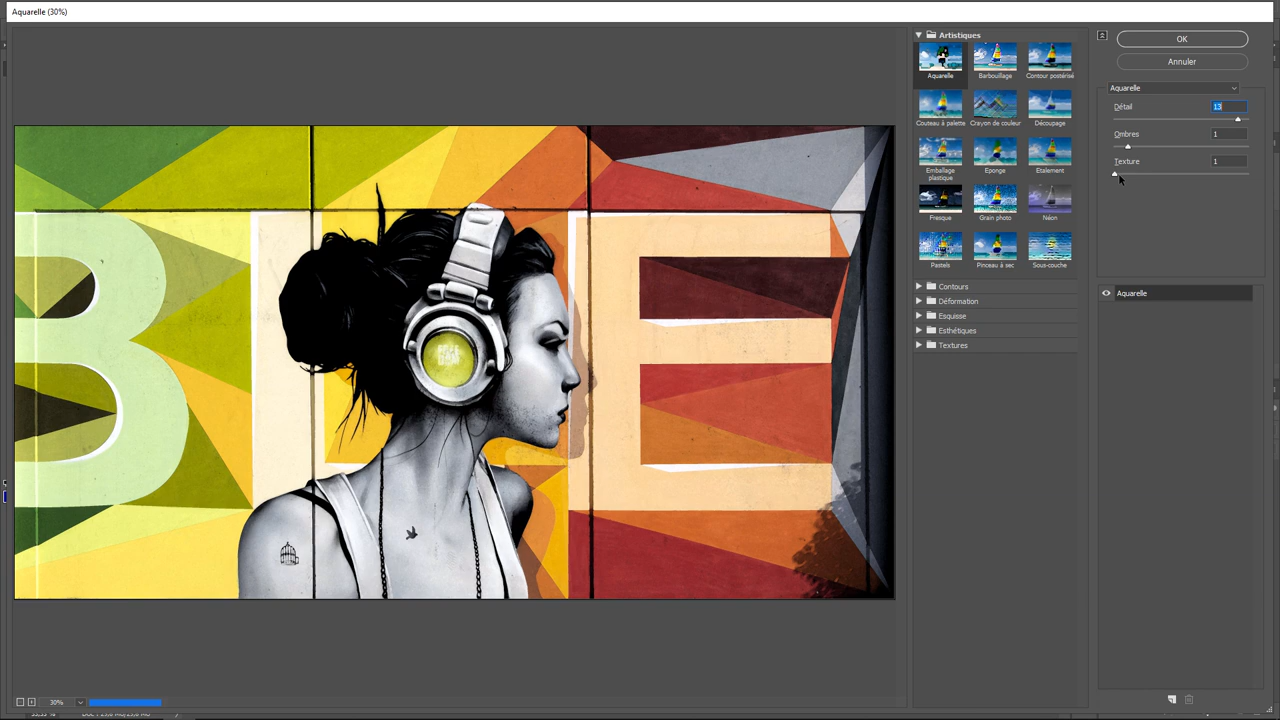 Aquarelle (30%)
Artistiques
Aquarelle
Barbouillage
Contour postérisé
Couteau à palette
Crayon de couleur
Découpage
Emballage
plastique
Eponge
Etalement
Fresque
Grain photo
Néon
Pastels
Pinceau à sec
Sous-couche
Contours
Déformation
Esquisse
Esthétiques
Textures
OK
Annuler
Aquarelle
Détail 13
Ombres 1
Texture 1
Aquarelle
B E
30%